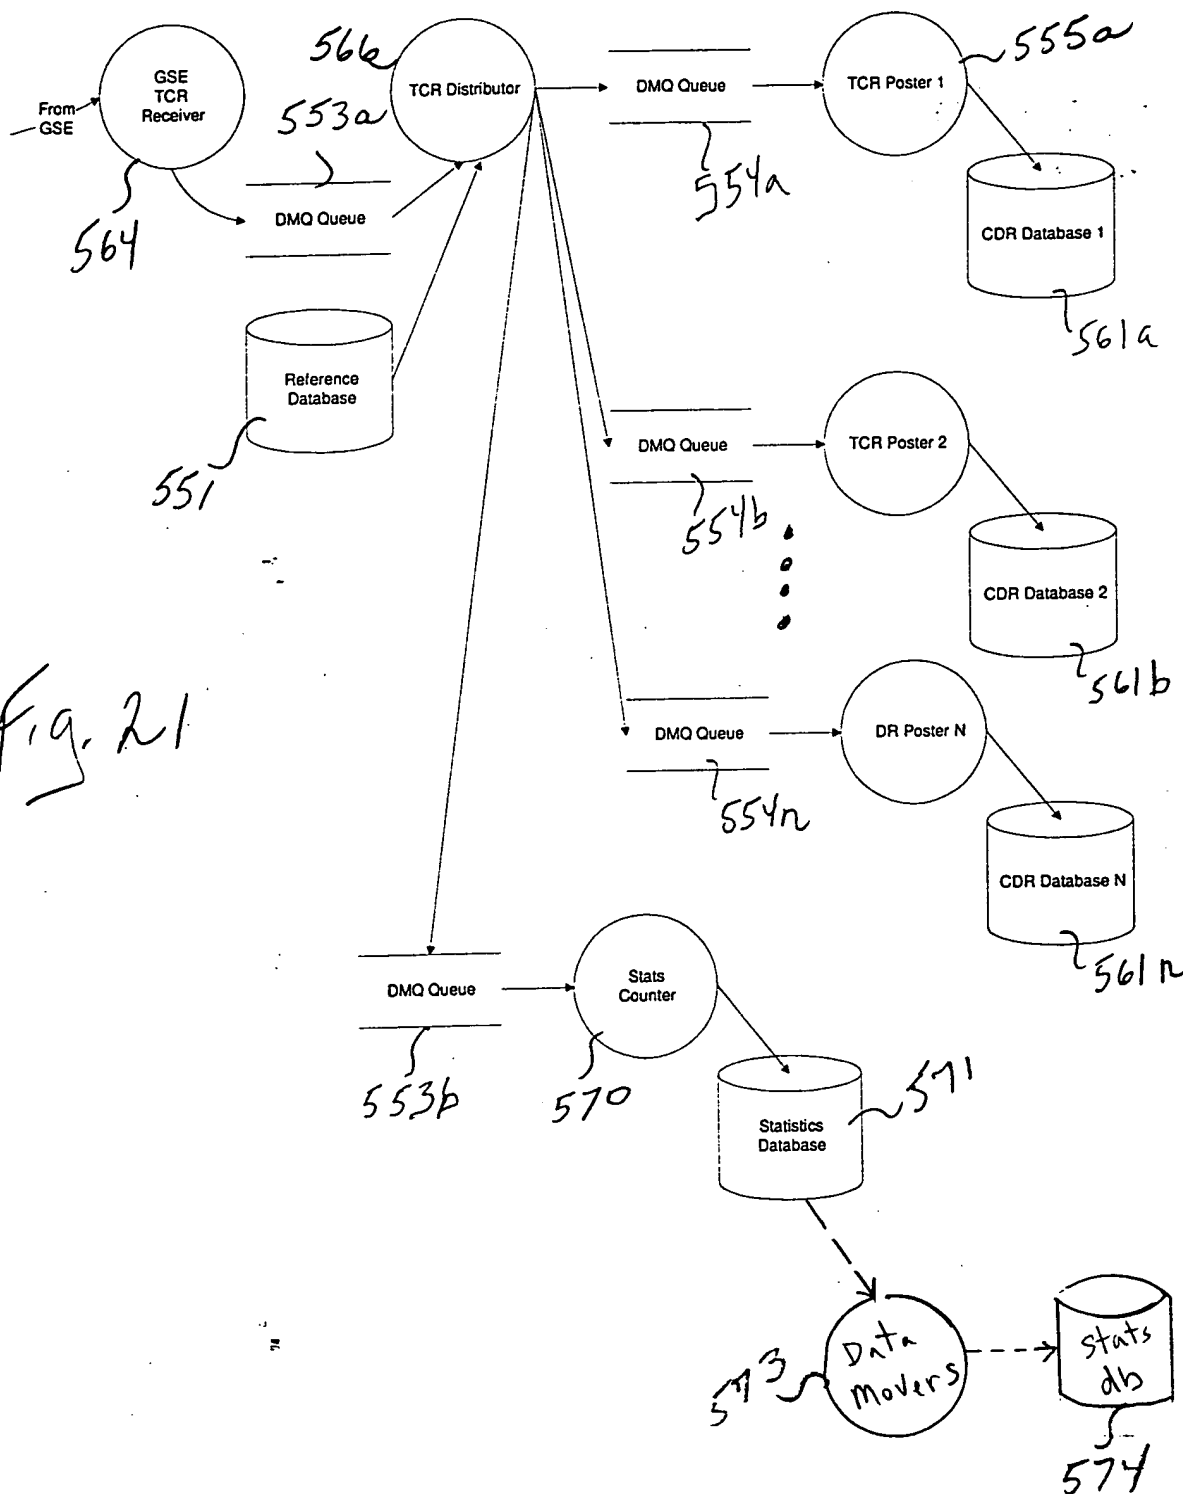 566
555a
GSE
TCR
Receiver
TCR Distributor
DMQ Queue
TCR Poster 1
From
GSE
553a
554a
564
DMQ Queue
CDR Database 1
561a
Reference
Database
551
DMQ Queue
TCR Poster 2
554b
CDR Database 2
561b
Fig. 21
DMQ Queue
DR Poster N
554n
CDR Database N
561n
DMQ Queue
Stats
Counter
553b
570
571
Statistics
Database
573
Data
movers
stats
db
574